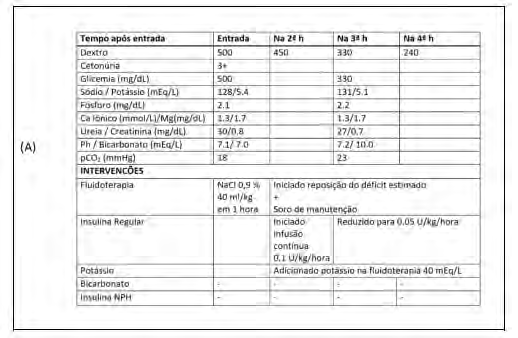 Tempo após entrada Entrada Na 2ª h Na 3ª h Na 4ª h
Dextro 500 450 330 240
Cetonúria 3+
Glicemia (mg/dL) 500 330
Sódio / Potássio (mEq/L) 128/5.4 131/5.1
Fósforo (mg/dL) 2.1 2.2
Ca Iônico (mmol/L)/Mg(mg/dL) 1.3/1.7 1.3/1.7
Ureia / Creatinina (mg/dL) 30/0.8 27/0.7
Ph / Bicarbonato (mEq/L) 7.1/ 7.0 7.2/ 10.0
pCO₂ (mmHg) 18 23
(A)
INTERVENCÕES
Fluidoterapia NaCl 0,9 % Iniciado reposição do déficit estimado
40 ml/kg +
em 1 hora Soro de manutenção
Insulina Regular Iniciado Reduzido para 0.05 U/kg/hora
infusão
contínua
0,1 U/kg/hora
Potássio Adicionado potássio na fluidoterapia 40 mEq/L
Bicarbonato - - - -
Insulina NPH - - - -